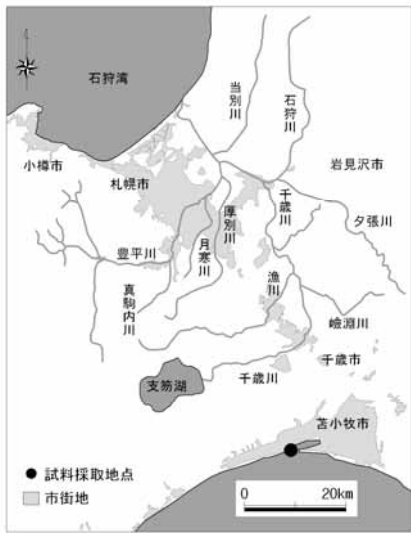 石狩湾
当別川
石狩川
小樽市
札幌市
岩見沢市
厚別川
千歳川
夕張川
豊平川
月寒川
真駒内川
漁川
嶮淵川
支笏湖
千歳川
千歳市
苫小牧市
試料採取地点
市街地
0 20km